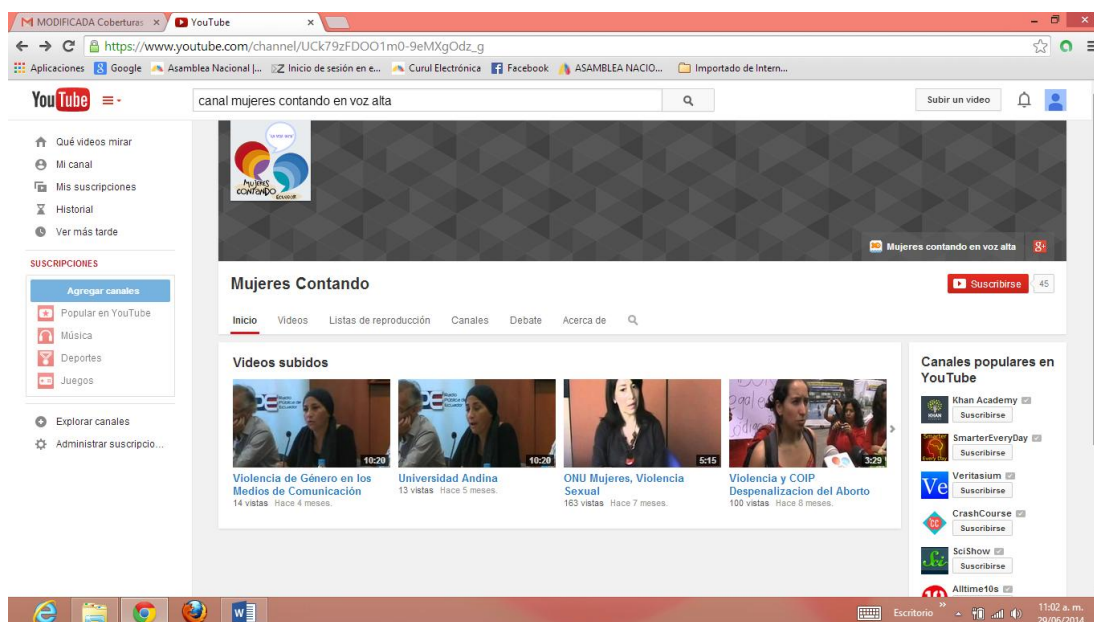 MODIFICADA Coberturas
YouTube
https://www.youtube.com/channel/UCk79zFDOO1m0-9eMXgOdz_g
Aplicaciones Google Asamblea Nacional |... Inicio de sesión en e... Curul Electrónica Facebook ASAMBLEA NACIO... Importado de Intern...
YouTube
canal mujeres contando en voz alta
Subir un video
Qué videos mirar
Mi canal
Mis suscripciones
Historial
Ver más tarde
SUSCRIPCIONES
Agregar canales
Popular en YouTube
Música
Deportes
Juegos
Explorar canales
Administrar suscripcio...
Mujeres
CONTANDO
ECUADOR
Mujeres contando en voz alta
Mujeres Contando
Suscribirse 45
Inicio Videos Listas de reproducción Canales Debate Acerca de
Videos subidos
10:20
Violencia de Género en los
Medios de Comunicación
14 vistas Hace 4 meses.
10:20
Universidad Andina
13 vistas Hace 5 meses.
5:15
ONU Mujeres, Violencia
Sexual
163 vistas Hace 7 meses.
3:29
Violencia y COIP
Despenalizacion del Aborto
100 vistas Hace 8 meses.
Canales populares en
YouTube
Khan Academy
Suscribirse
SmarterEveryDay
Suscribirse
Veritasium
Suscribirse
CrashCourse
Suscribirse
SciShow
Suscribirse
Alltime10s
Escritorio
11:02 a. m.
29/06/2014